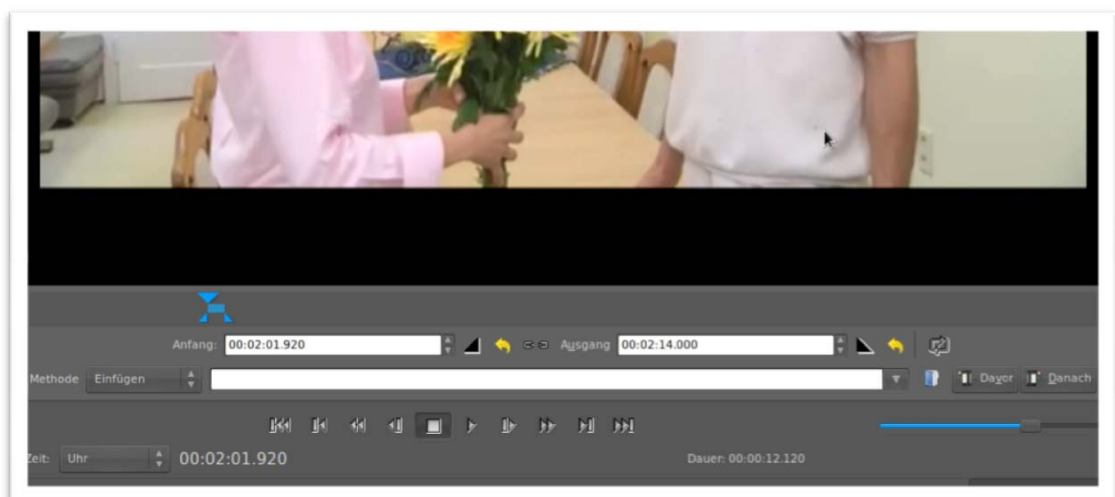 Anfang: 00:02:01.920 Ausgang 00:02:14.000
Methode Einfügen Davor Danach
Zeit: Uhr 00:02:01.920 Dauer: 00:00:12.120